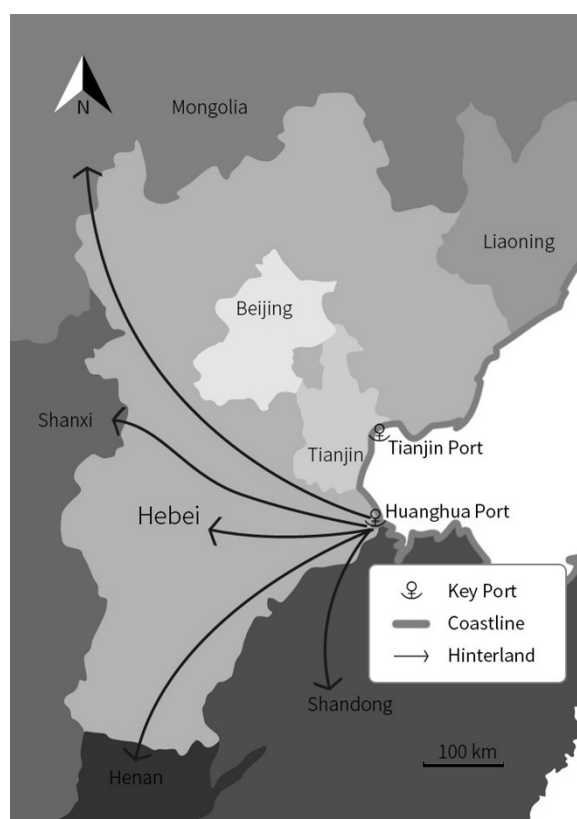 N
Mongolia
Liaoning
Beijing
Shanxi
Tianjin
Tianjin Port
Hebei
Huanghua Port
Key Port
Coastline
Hinterland
Shandong
100 km
Henan